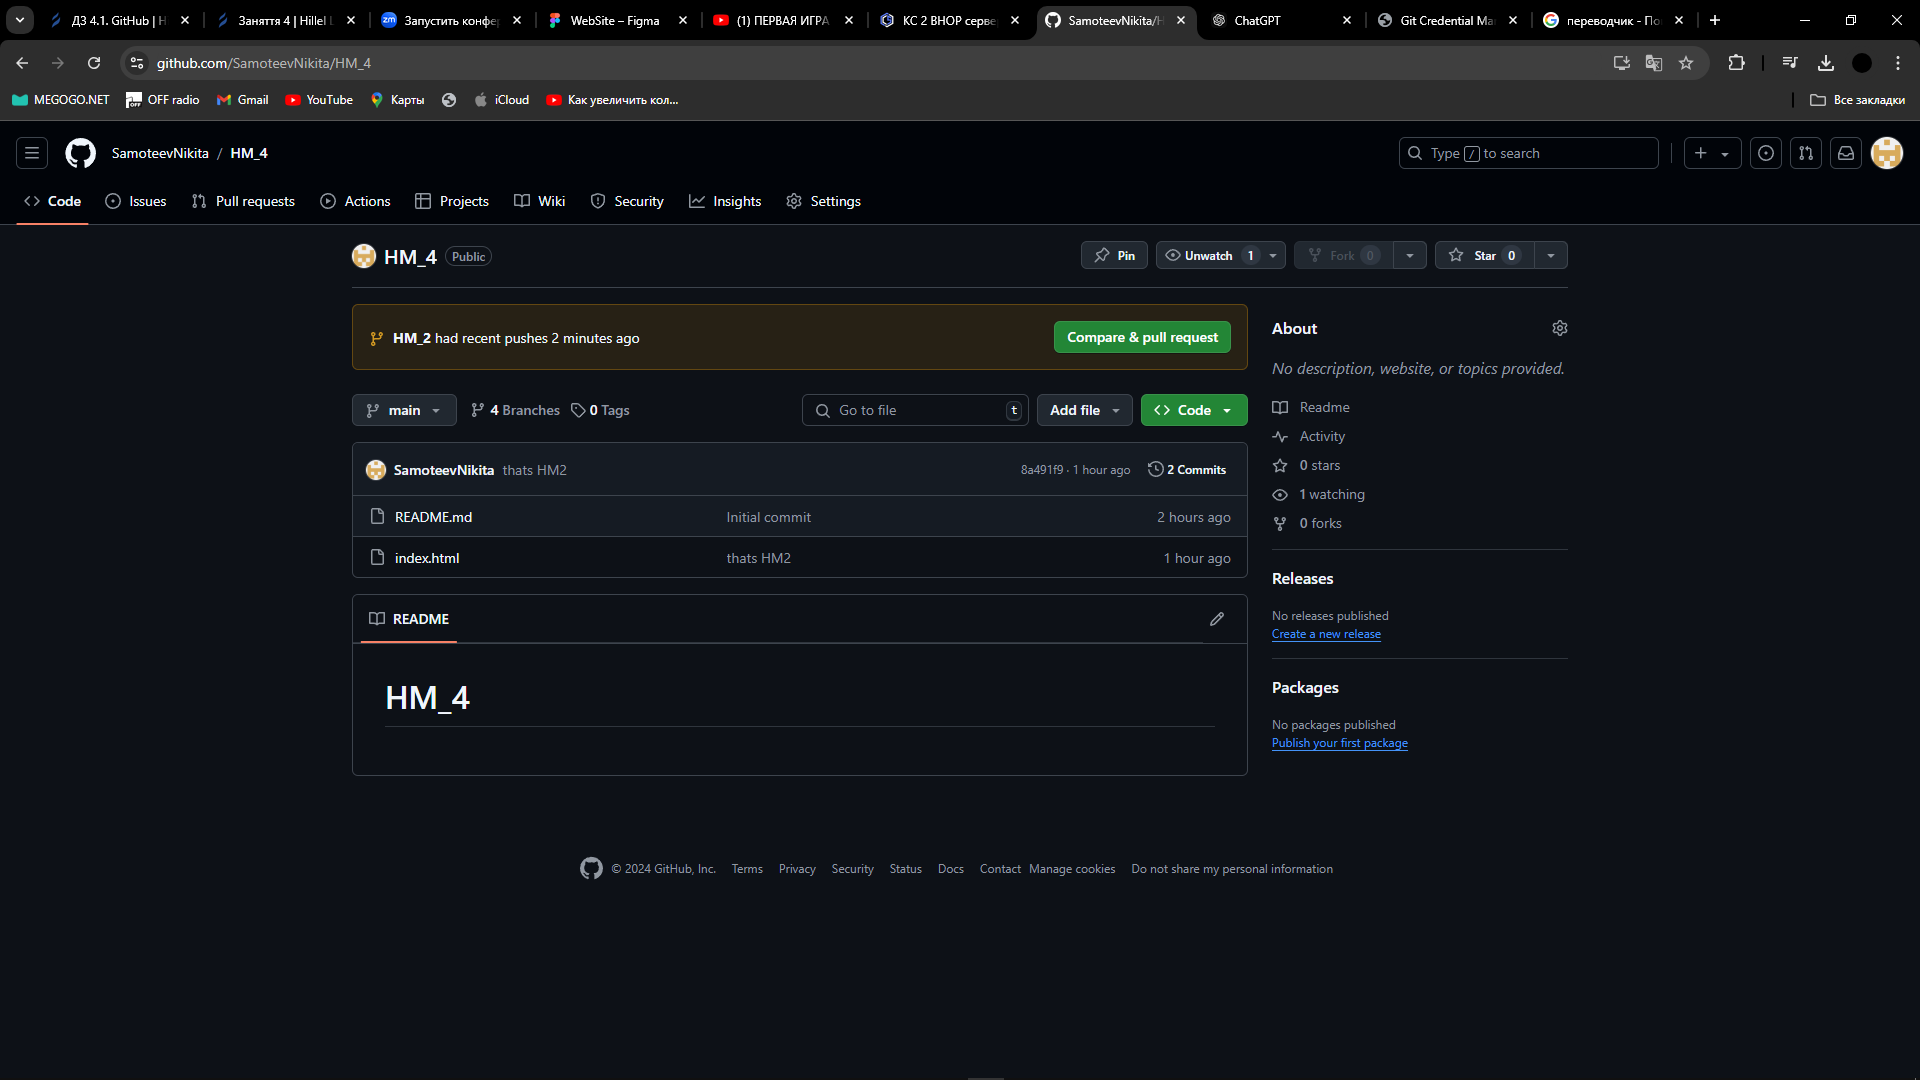 ДЗ 4.1. GitHub | H
Заняття 4 | Hillel
Запустить конфер
WebSite – Figma
(1) ПЕРВАЯ ИГРА
КС 2 ВНОР серве
SamoteevNikita/H
ChatGPT
Git Credential Ma
переводчик - По
github.com/SamoteevNikita/HM_4
MEGOGO.NET
OFF radio
Gmail
YouTube
Карты
iCloud
Как увеличить кол...
Все закладки
SamoteevNikita / HM_4
Type / to search
Code
Issues
Pull requests
Actions
Projects
Wiki
Security
Insights
Settings
HM_4 Public
Pin
Unwatch 1
Fork 0
Star 0
HM_2 had recent pushes 2 minutes ago
Compare & pull request
main
4 Branches
0 Tags
Go to file t
Add file
Code
SamoteevNikita thats HM2
8a491f9 · 1 hour ago
2 Commits
README.md Initial commit 2 hours ago
index.html thats HM2 1 hour ago
README
HM_4
About
No description, website, or topics provided.
Readme
Activity
0 stars
1 watching
0 forks
Releases
No releases published
Create a new release
Packages
No packages published
Publish your first package
© 2024 GitHub, Inc. Terms Privacy Security Status Docs Contact Manage cookies Do not share my personal information